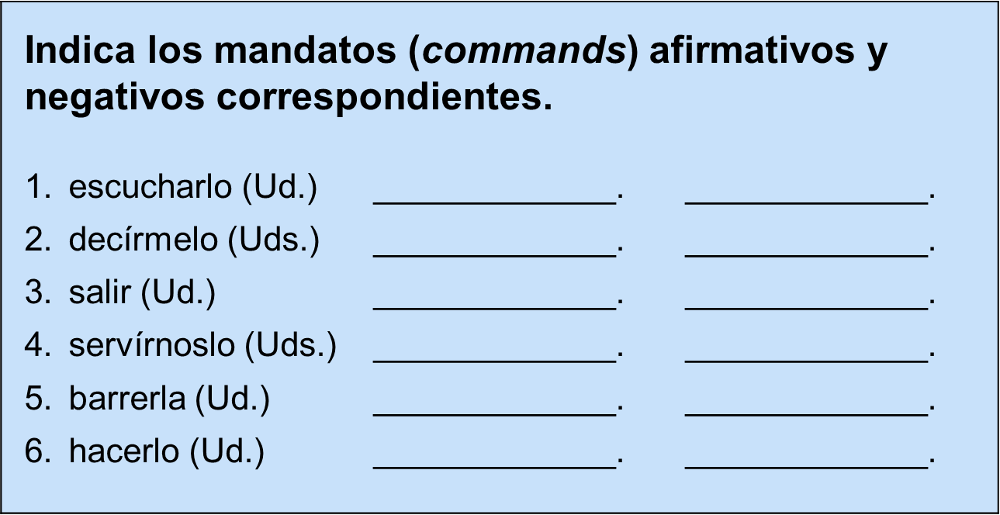 Indica los mandatos (commands) afirmativos y
negativos correspondientes.
1. escucharlo (Ud.) ______________. ______________.
2. decírmelo (Uds.) ______________. ______________.
3. salir (Ud.) ______________. ______________.
4. servírnoslo (Uds.) ______________. ______________.
5. barrerla (Ud.) ______________. ______________.
6. hacerlo (Ud.) ______________. ______________.